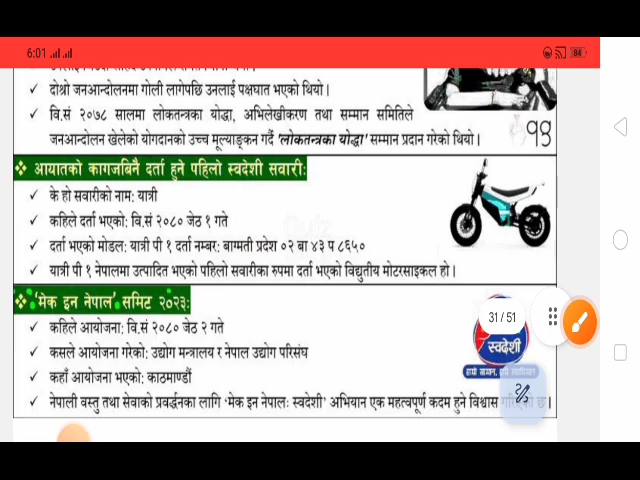 6:01
84
दोश्रो जनआन्दोलनमा गोली लागेपछि उनलाई पक्षघात भएको थियो।
वि.सं २०७८ सालमा लोकतन्त्रका योद्धा, अभिलेखीकरण तथा सम्मान समितिले
जनआन्दोलन खेलेको योगदानको उच्च मूल्याङ्कन गर्दै 'लोकतन्त्रका योद्धा' सम्मान प्रदान गरेको थियो।
आयातको कागजबिनै दर्ता हुने पहिलो स्वदेशी सवारी:
के हो सवारीको नाम: यात्री
कहिले दर्ता भएको: वि.सं २०८० जेठ १ गते
दर्ता भएको मोडल: यात्री पी १ दर्ता नम्बर: बाग्मती प्रदेश ०२ बा ४३ प ८६५०
यात्री पी १ नेपालमा उत्पादित भएको पहिलो सवारीका रुपमा दर्ता भएको विद्युतीय मोटरसाइकल हो।
'मेक इन नेपाल' समिट २०२३:
कहिले आयोजना: वि.सं २०८० जेठ २ गते
कसले आयोजना गरेको: उद्योग मन्त्रालय र नेपाल उद्योग परिसंघ
कहाँ आयोजना भएको: काठमाण्डौं
नेपाली वस्तु तथा सेवाको प्रवर्द्धनका लागि 'मेक इन नेपालः स्वदेशी' अभियान एक महत्वपूर्ण कदम हुने विश्वास गरिएको छ।
31 / 51
स्वदेशी